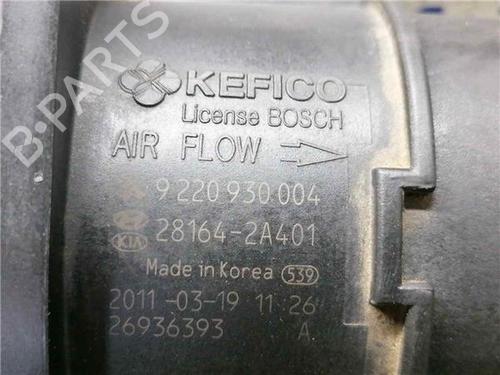 KEFICO
License BOSCH
AIR FLOW
9 220 930 004
KIA 28164-2A401
Made in Korea 539
2011-03-19 11:26
26936393 A
B-PARTS